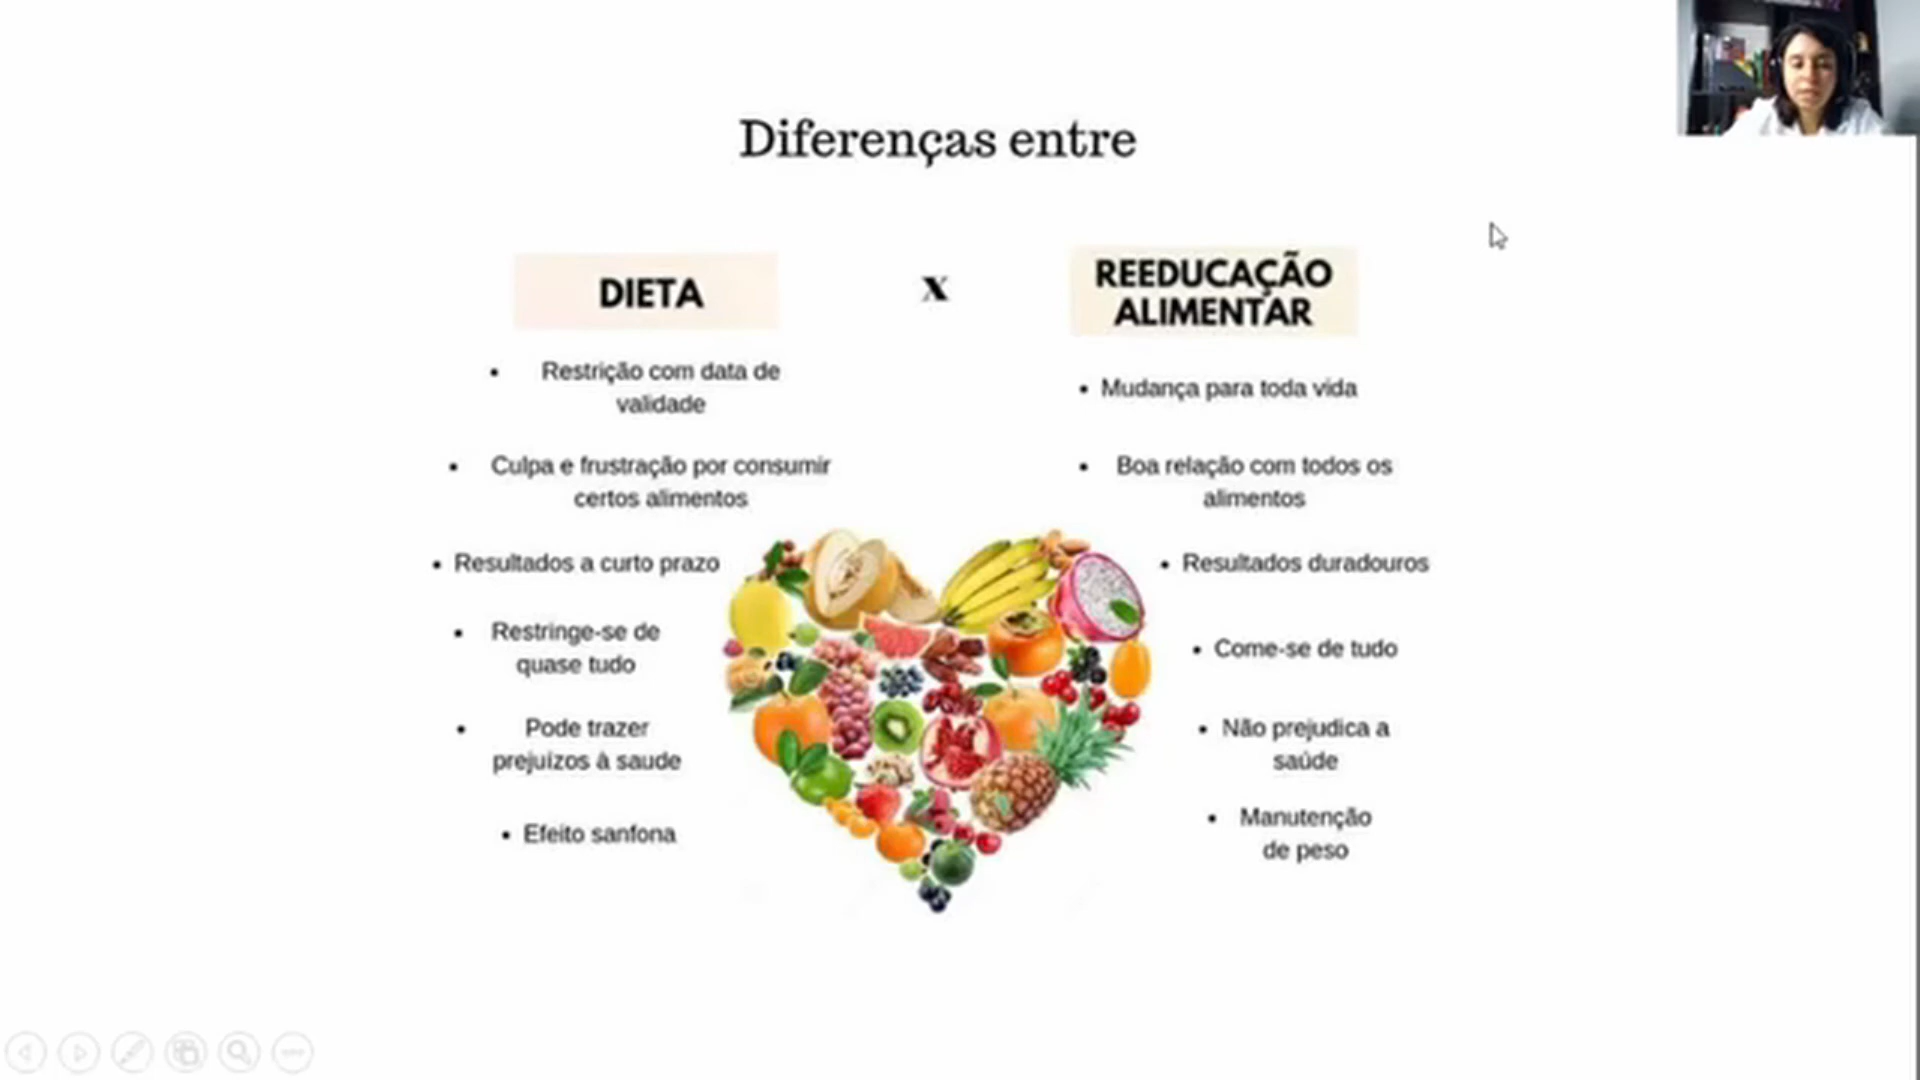 Diferenças entre
DIETA
x
REEDUCAÇÃO
ALIMENTAR
• Restrição com data de
validade
• Culpa e frustração por consumir
certos alimentos
• Resultados a curto prazo
• Restringe-se de
quase tudo
• Pode trazer
prejuízos à saude
• Efeito sanfona
• Mudança para toda vida
• Boa relação com todos os
alimentos
• Resultados duradouros
• Come-se de tudo
• Não prejudica a
saúde
• Manutenção
de peso